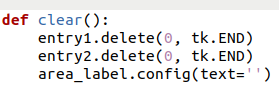 def clear():
    entry1.delete(0, tk.END)
    entry2.delete(0, tk.END)
    area_label.config(text='')